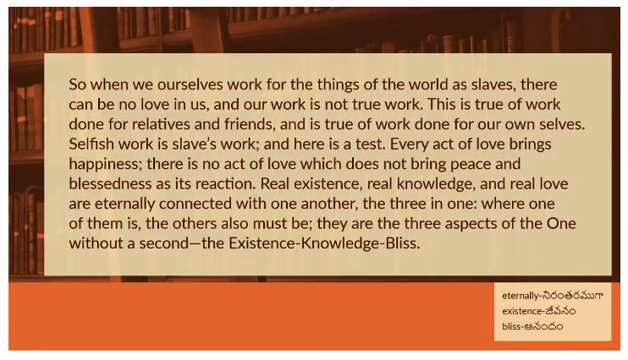 So when we ourselves work for the things of the world as slaves, there
can be no love in us, and our work is not true work. This is true of work
done for relatives and friends, and is true of work done for our own selves.
Selfish work is slave's work; and here is a test. Every act of love brings
happiness; there is no act of love which does not bring peace and
blessedness as its reaction. Real existence, real knowledge, and real love
are eternally connected with one another, the three in one: where one
of them is, the others also must be; they are the three aspects of the One
without a second—the Existence-Knowledge-Bliss.
eternally-నిరంతరముగా
existence-జీవనం
bliss-ఆనందం